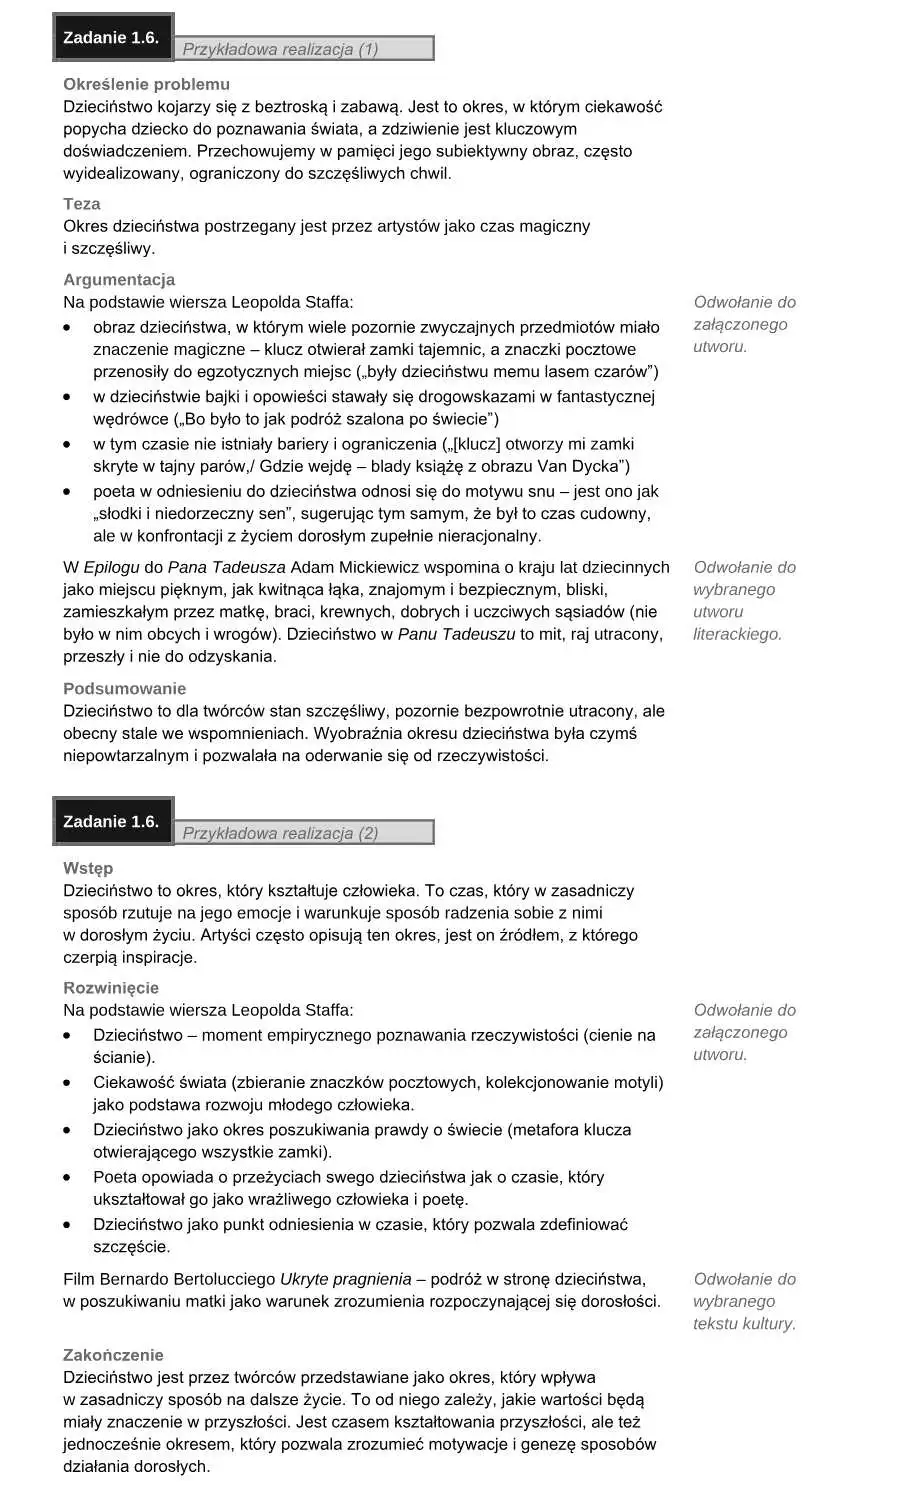 Zadanie 1.6.
Przykładowa realizacja (1)
Określenie problemu
Dzieciństwo kojarzy się z beztroską i zabawą. Jest to okres, w którym ciekawość
popycha dziecko do poznawania świata, a zdziwienie jest kluczowym
doświadczeniem. Przechowujemy w pamięci jego subiektywny obraz, często
wyidealizowany, ograniczony do szczęśliwych chwil.
Teza
Okres dzieciństwa postrzegany jest przez artystów jako czas magiczny
i szczęśliwy.
Argumentacja
Na podstawie wiersza Leopolda Staffa:
• obraz dzieciństwa, w którym wiele pozornie zwyczajnych przedmiotów miało
znaczenie magiczne – klucz otwierał zamki tajemnic, a znaczki pocztowe
przenosiły do egzotycznych miejsc („były dzieciństwu memu lasem czarów”)
• w dzieciństwie bajki i opowieści stawały się drogowskazami w fantastycznej
wędrówce („Bo było to jak podróż szalona po świecie”)
• w tym czasie nie istniały bariery i ograniczenia („[klucz] otworzy mi zamki
skryte w tajny parów,/ Gdzie wejdę – blady książę z obrazu Van Dycka”)
• poeta w odniesieniu do dzieciństwa odnosi się do motywu snu – jest ono jak
„słodki i niedorzeczny sen”, sugerując tym samym, że był to czas cudowny,
ale w konfrontacji z życiem dorosłym zupełnie nieracjonalny.
Odwołanie do
załączonego
utworu.
W Epilogu do Pana Tadeusza Adam Mickiewicz wspomina o kraju lat dziecinnych
jako miejscu pięknym, jak kwitnąca łąka, znajomym i bezpiecznym, bliski,
zamieszkałym przez matkę, braci, krewnych, dobrych i uczciwych sąsiadów (nie
było w nim obcych i wrogów). Dzieciństwo w Panu Tadeuszu to mit, raj utracony,
przeszły i nie do odzyskania.
Odwołanie do
wybranego
utworu
literackiego.
Podsumowanie
Dzieciństwo to dla twórców stan szczęśliwy, pozornie bezpowrotnie utracony, ale
obecny stale we wspomnieniach. Wyobraźnia okresu dzieciństwa była czymś
niepowtarzalnym i pozwalała na oderwanie się od rzeczywistości.
Zadanie 1.6.
Przykładowa realizacja (2)
Wstęp
Dzieciństwo to okres, który kształtuje człowieka. To czas, który w zasadniczy
sposób rzutuje na jego emocje i warunkuje sposób radzenia sobie z nimi
w dorosłym życiu. Artyści często opisują ten okres, jest on źródłem, z którego
czerpią inspiracje.
Rozwinięcie
Na podstawie wiersza Leopolda Staffa:
• Dzieciństwo – moment empirycznego poznawania rzeczywistości (cienie na
ścianie).
• Ciekawość świata (zbieranie znaczków pocztowych, kolekcjonowanie motyli)
jako podstawa rozwoju młodego człowieka.
• Dzieciństwo jako okres poszukiwania prawdy o świecie (metafora klucza
otwierającego wszystkie zamki).
• Poeta opowiada o przeżyciach swego dzieciństwa jak o czasie, który
ukształtował go jako wrażliwego człowieka i poetę.
• Dzieciństwo jako punkt odniesienia w czasie, który pozwala zdefiniować
szczęście.
Odwołanie do
załączonego
utworu.
Film Bernardo Bertolucciego Ukryte pragnienia – podróż w stronę dzieciństwa,
w poszukiwaniu matki jako warunek zrozumienia rozpoczynającej się dorosłości.
Odwołanie do
wybranego
tekstu kultury.
Zakończenie
Dzieciństwo jest przez twórców przedstawiane jako okres, który wpływa
w zasadniczy sposób na dalsze życie. To od niego zależy, jakie wartości będą
miały znaczenie w przyszłości. Jest czasem kształtowania przyszłości, ale też
jednocześnie okresem, który pozwala zrozumieć motywacje i genezę sposobów
działania dorosłych.